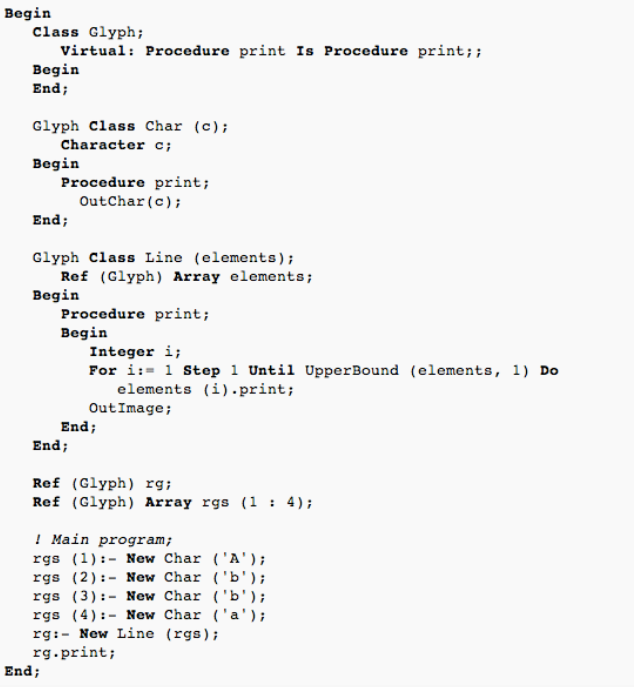 Begin
   Class Glyph;
      Virtual: Procedure print Is Procedure print;;
   Begin
   End;

   Glyph Class Char (c);
      Character c;
   Begin
      Procedure print;
        OutChar(c);
   End;

   Glyph Class Line (elements);
      Ref (Glyph) Array elements;
   Begin
      Procedure print;
      Begin
         Integer i;
         For i:= 1 Step 1 Until UpperBound (elements, 1) Do
            elements (i).print;
         OutImage;
      End;
   End;

   Ref (Glyph) rg;
   Ref (Glyph) Array rgs (1 : 4);

   ! Main program;
   rgs (1):- New Char ('A');
   rgs (2):- New Char ('b');
   rgs (3):- New Char ('b');
   rgs (4):- New Char ('a');
   rg:- New Line (rgs);
   rg.print;
End;